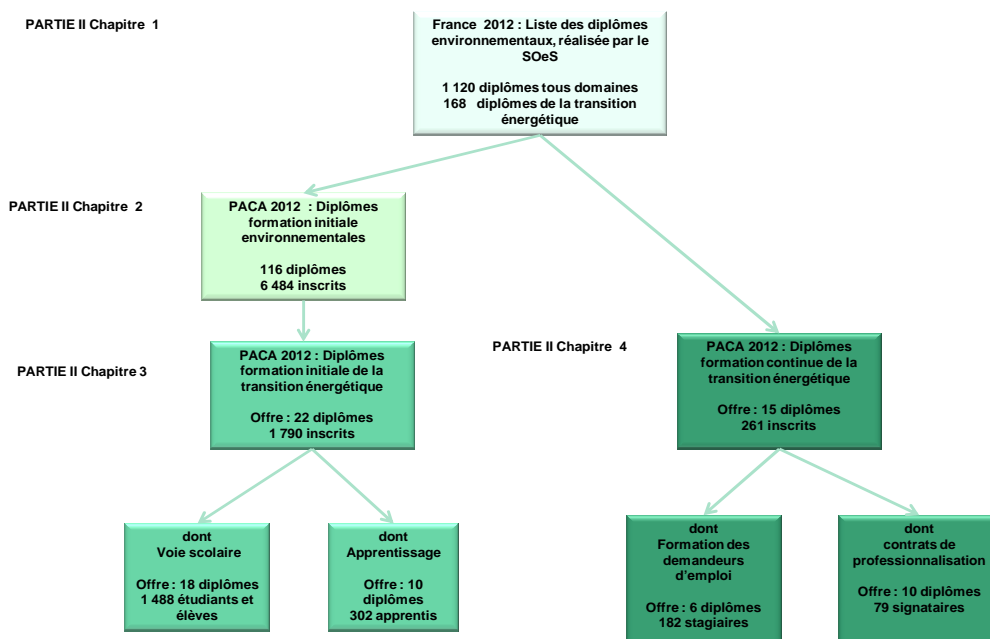 PARTIE II Chapitre 1
France 2012 : Liste des diplômes
environnementaux, réalisée par le
SOeS
1 120 diplômes tous domaines
168 diplômes de la transition
énergétique
PARTIE II Chapitre 2
PACA 2012 : Diplômes
formation initiale
environnementales
116 diplômes
6 484 inscrits
PARTIE II Chapitre 3
PACA 2012 : Diplômes
formation initiale de la
transition énergétique
Offre : 22 diplômes
1 790 inscrits
PARTIE II Chapitre 4
PACA 2012 : Diplômes
formation continue de la
transition énergétique
Offre : 15 diplômes
261 inscrits
dont
Voie scolaire
Offre : 18 diplômes
1 488 étudiants et
élèves
dont
Apprentissage
Offre : 10
diplômes
302 apprentis
dont
Formation des
demandeurs
d'emploi
Offre : 6 diplômes
182 stagiaires
dont
contrats de
professionnalisation
Offre : 10 diplômes
79 signataires